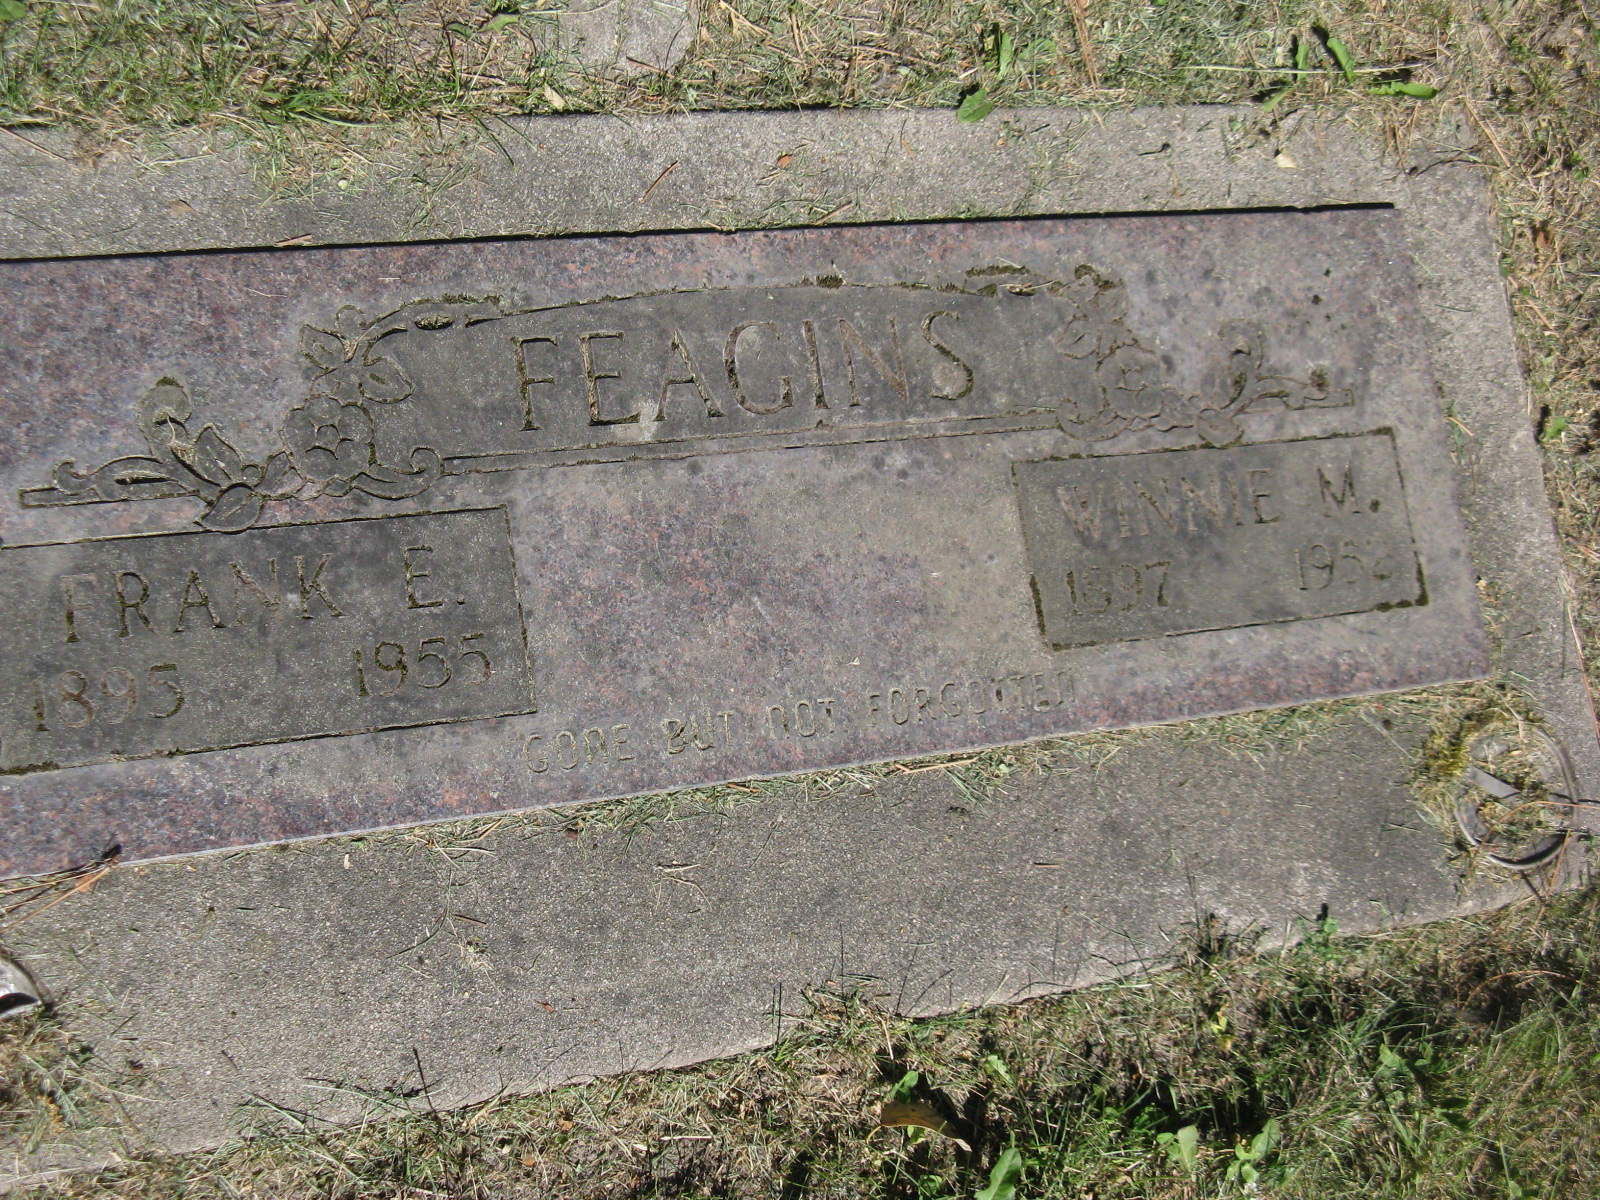 FEAGINS
FRANK E.
1895 1955
WINNIE M.
1897
GONE BUT NOT FORGOTTEN